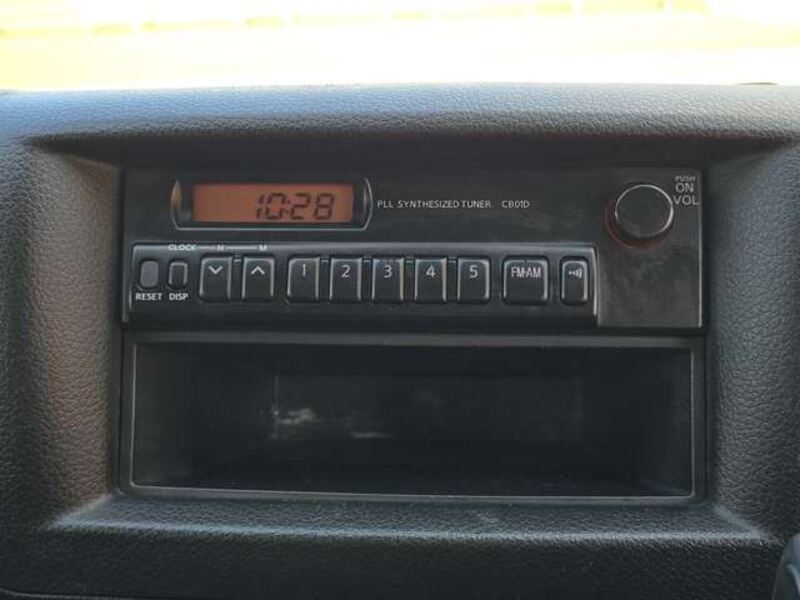 PUSH
ON
VOL
10:28
PLL SYNTHESIZED TUNER CB01D
CLOCK H M
RESET DISP 1 2 3 4 5 FM·AM